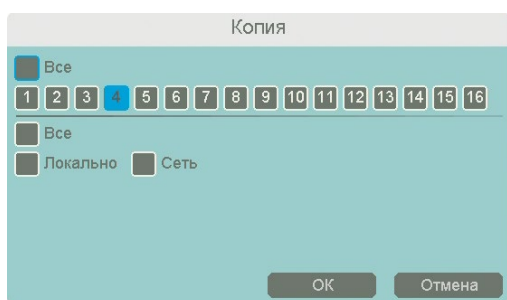 Копия
Все
1 2 3 4 5 6 7 8 9 10 11 12 13 14 15 16
Все
Локально Сеть
ОК Отмена